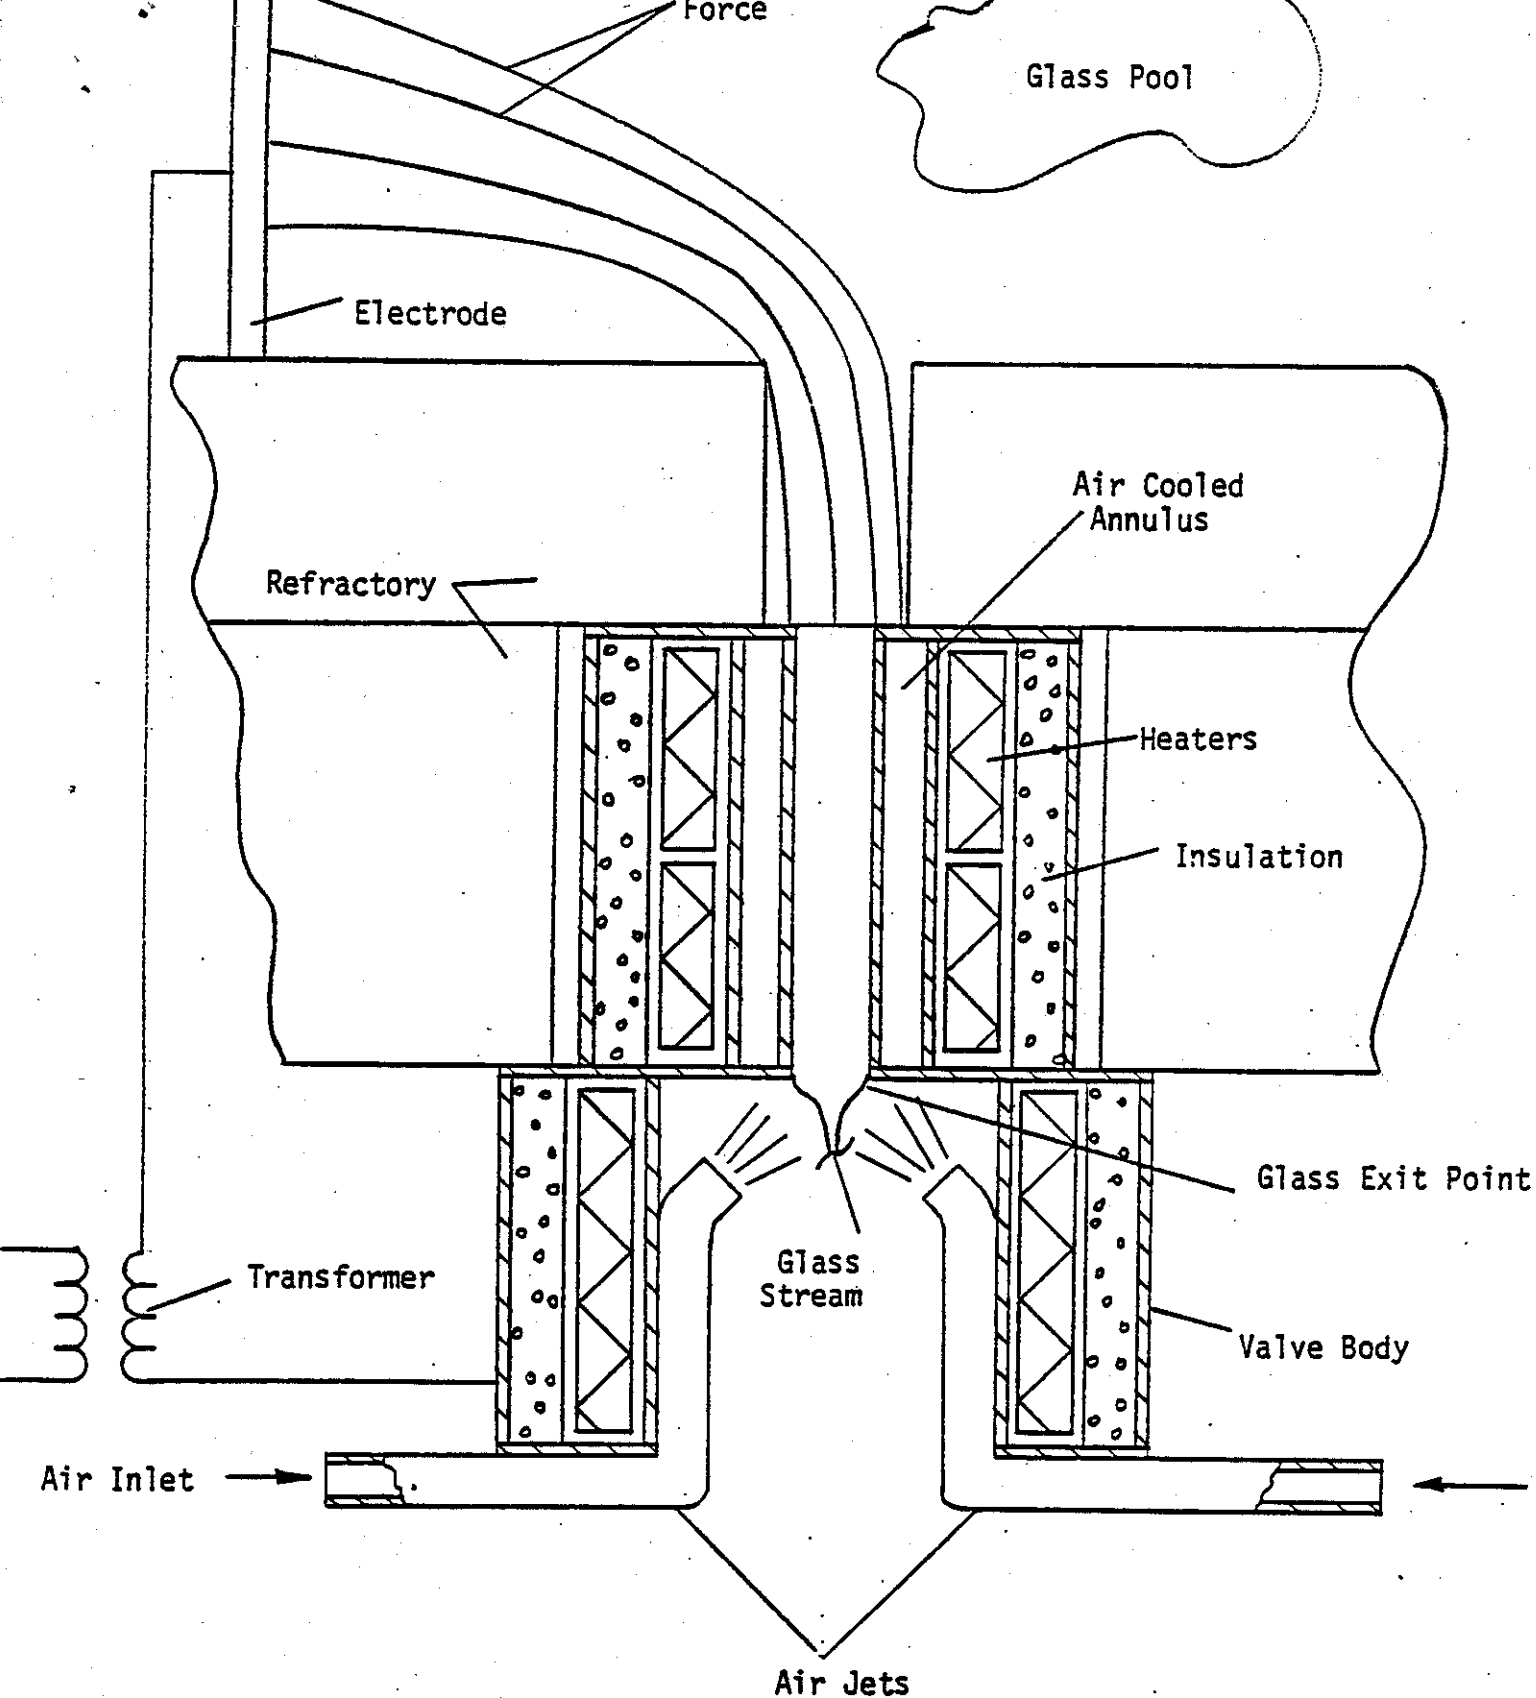 Force
Glass Pool
Electrode
Air Cooled
Annulus
Refractory
Heaters
Insulation
Glass Exit Point
Glass
Stream
Transformer
Valve Body
Air Inlet
Air Jets